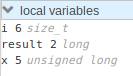 local variables
i 6 size_t
result 2 long
x 5 unsigned long